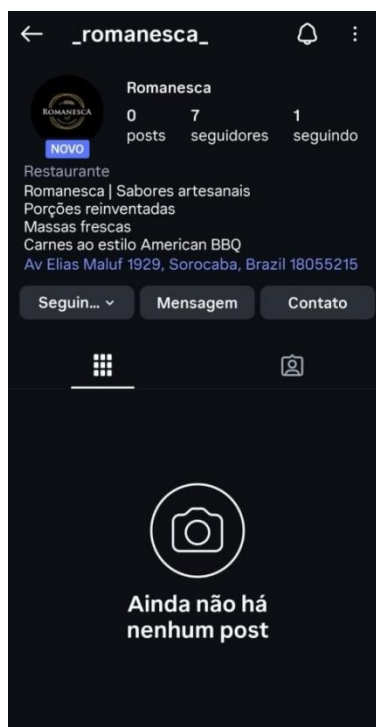 _romanesca_
ROMANESCA
NOVO
Romanesca
0 7 1
posts seguidores seguindo
Restaurante
Romanesca | Sabores artesanais
Porções reinventadas
Massas frescas
Carnes ao estilo American BBQ
Av Elias Maluf 1929, Sorocaba, Brazil 18055215
Seguin... Mensagem Contato
Ainda não há
nenhum post